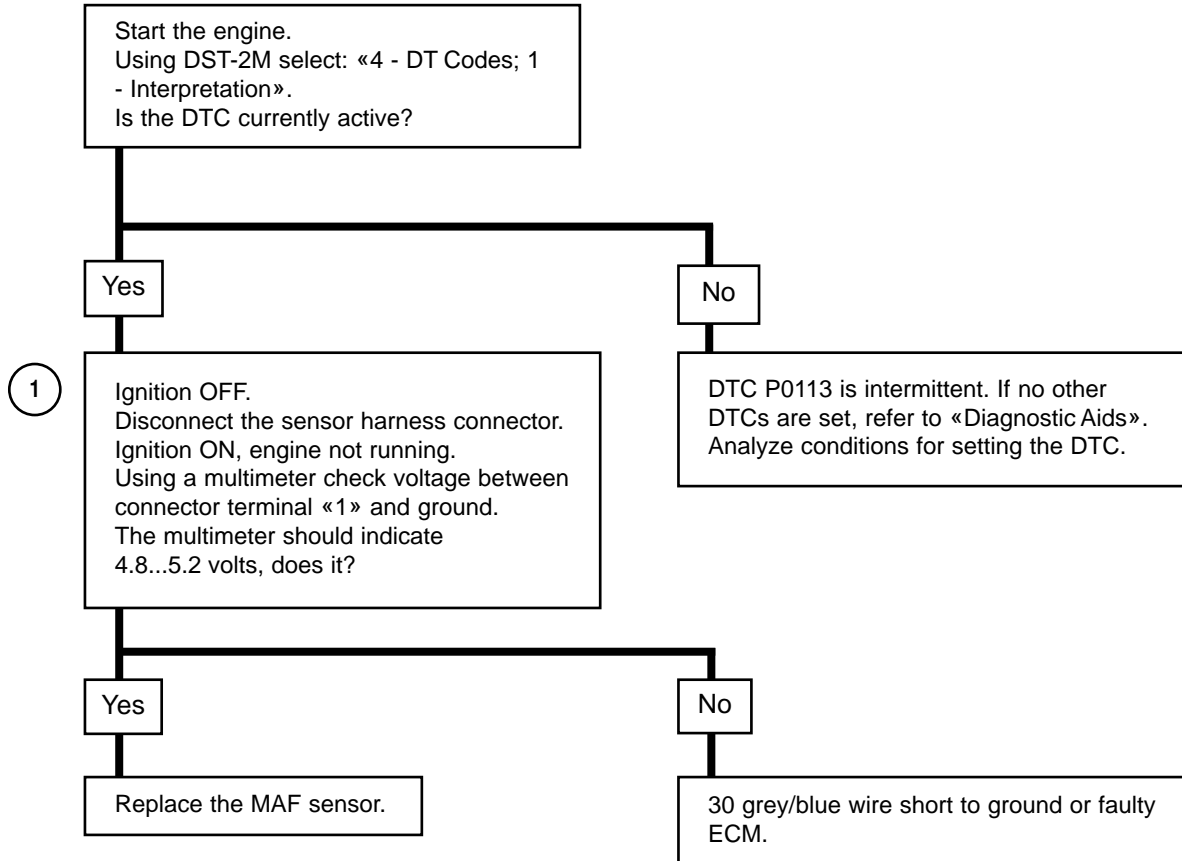 Start the engine.
Using DST-2M select: «4 - DT Codes; 1
- Interpretation».
Is the DTC currently active?
Yes
No
1
Ignition OFF.
Disconnect the sensor harness connector.
Ignition ON, engine not running.
Using a multimeter check voltage between
connector terminal «1» and ground.
The multimeter should indicate
4.8...5.2 volts, does it?
DTC P0113 is intermittent. If no other
DTCs are set, refer to «Diagnostic Aids».
Analyze conditions for setting the DTC.
Yes
No
Replace the MAF sensor.
30 grey/blue wire short to ground or faulty
ECM.